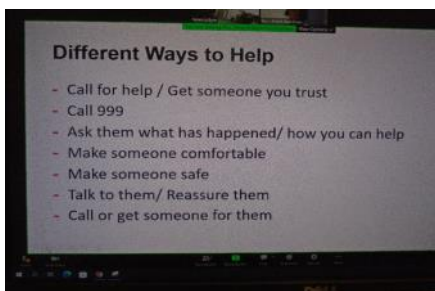 Different Ways to Help
- Call for help / Get someone you trust
- Call 999
- Ask them what has happened/ how you can help
- Make someone comfortable
- Make someone safe
- Talk to them/ Reassure them
- Call or get someone for them